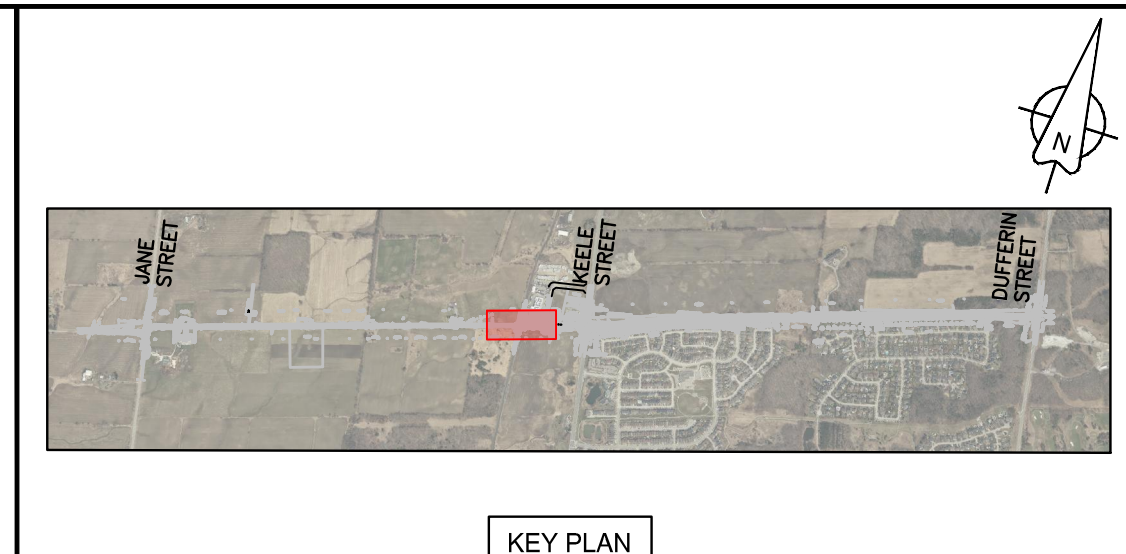 N
JANE
STREET
KEELE
STREET
DUFFERIN
STREET
KEY PLAN